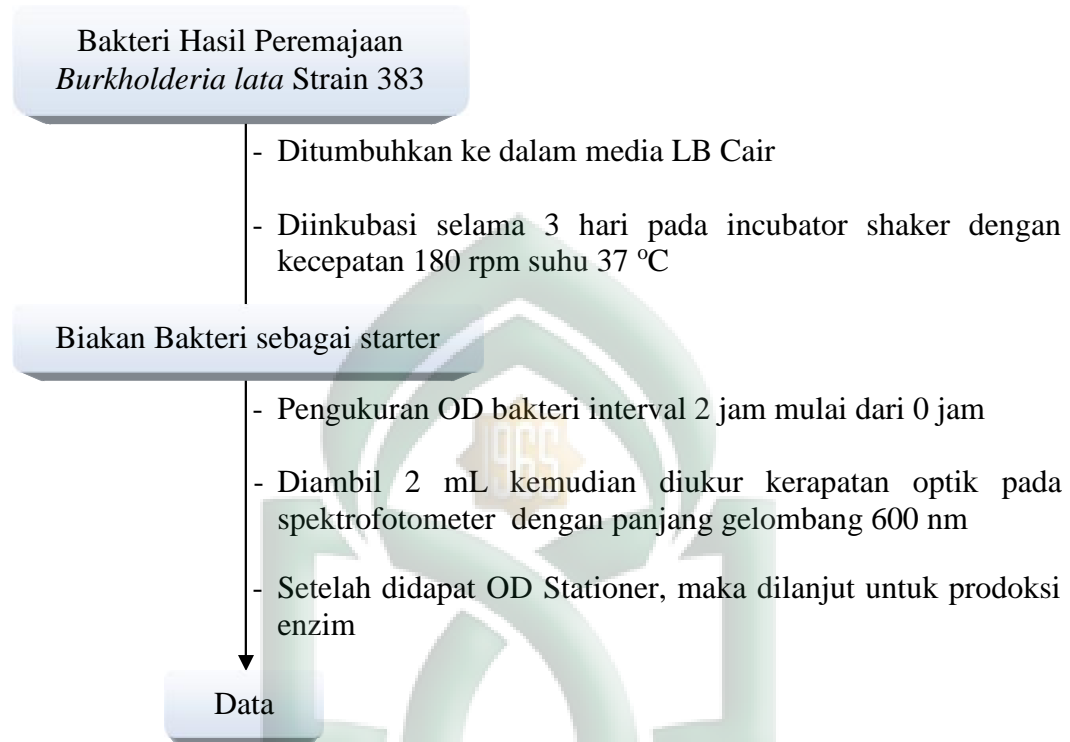 Bakteri Hasil Peremajaan
Burkholderia lata Strain 383
- Ditumbuhkan ke dalam media LB Cair
- Diinkubasi selama 3 hari pada incubator shaker dengan
kecepatan 180 rpm suhu 37 ºC
Biakan Bakteri sebagai starter
- Pengukuran OD bakteri interval 2 jam mulai dari 0 jam
1965
- Diambil 2 mL kemudian diukur kerapatan optik pada
spektrofotometer dengan panjang gelombang 600 nm
- Setelah didapat OD Stationer, maka dilanjut untuk prodoksi
enzim
Data